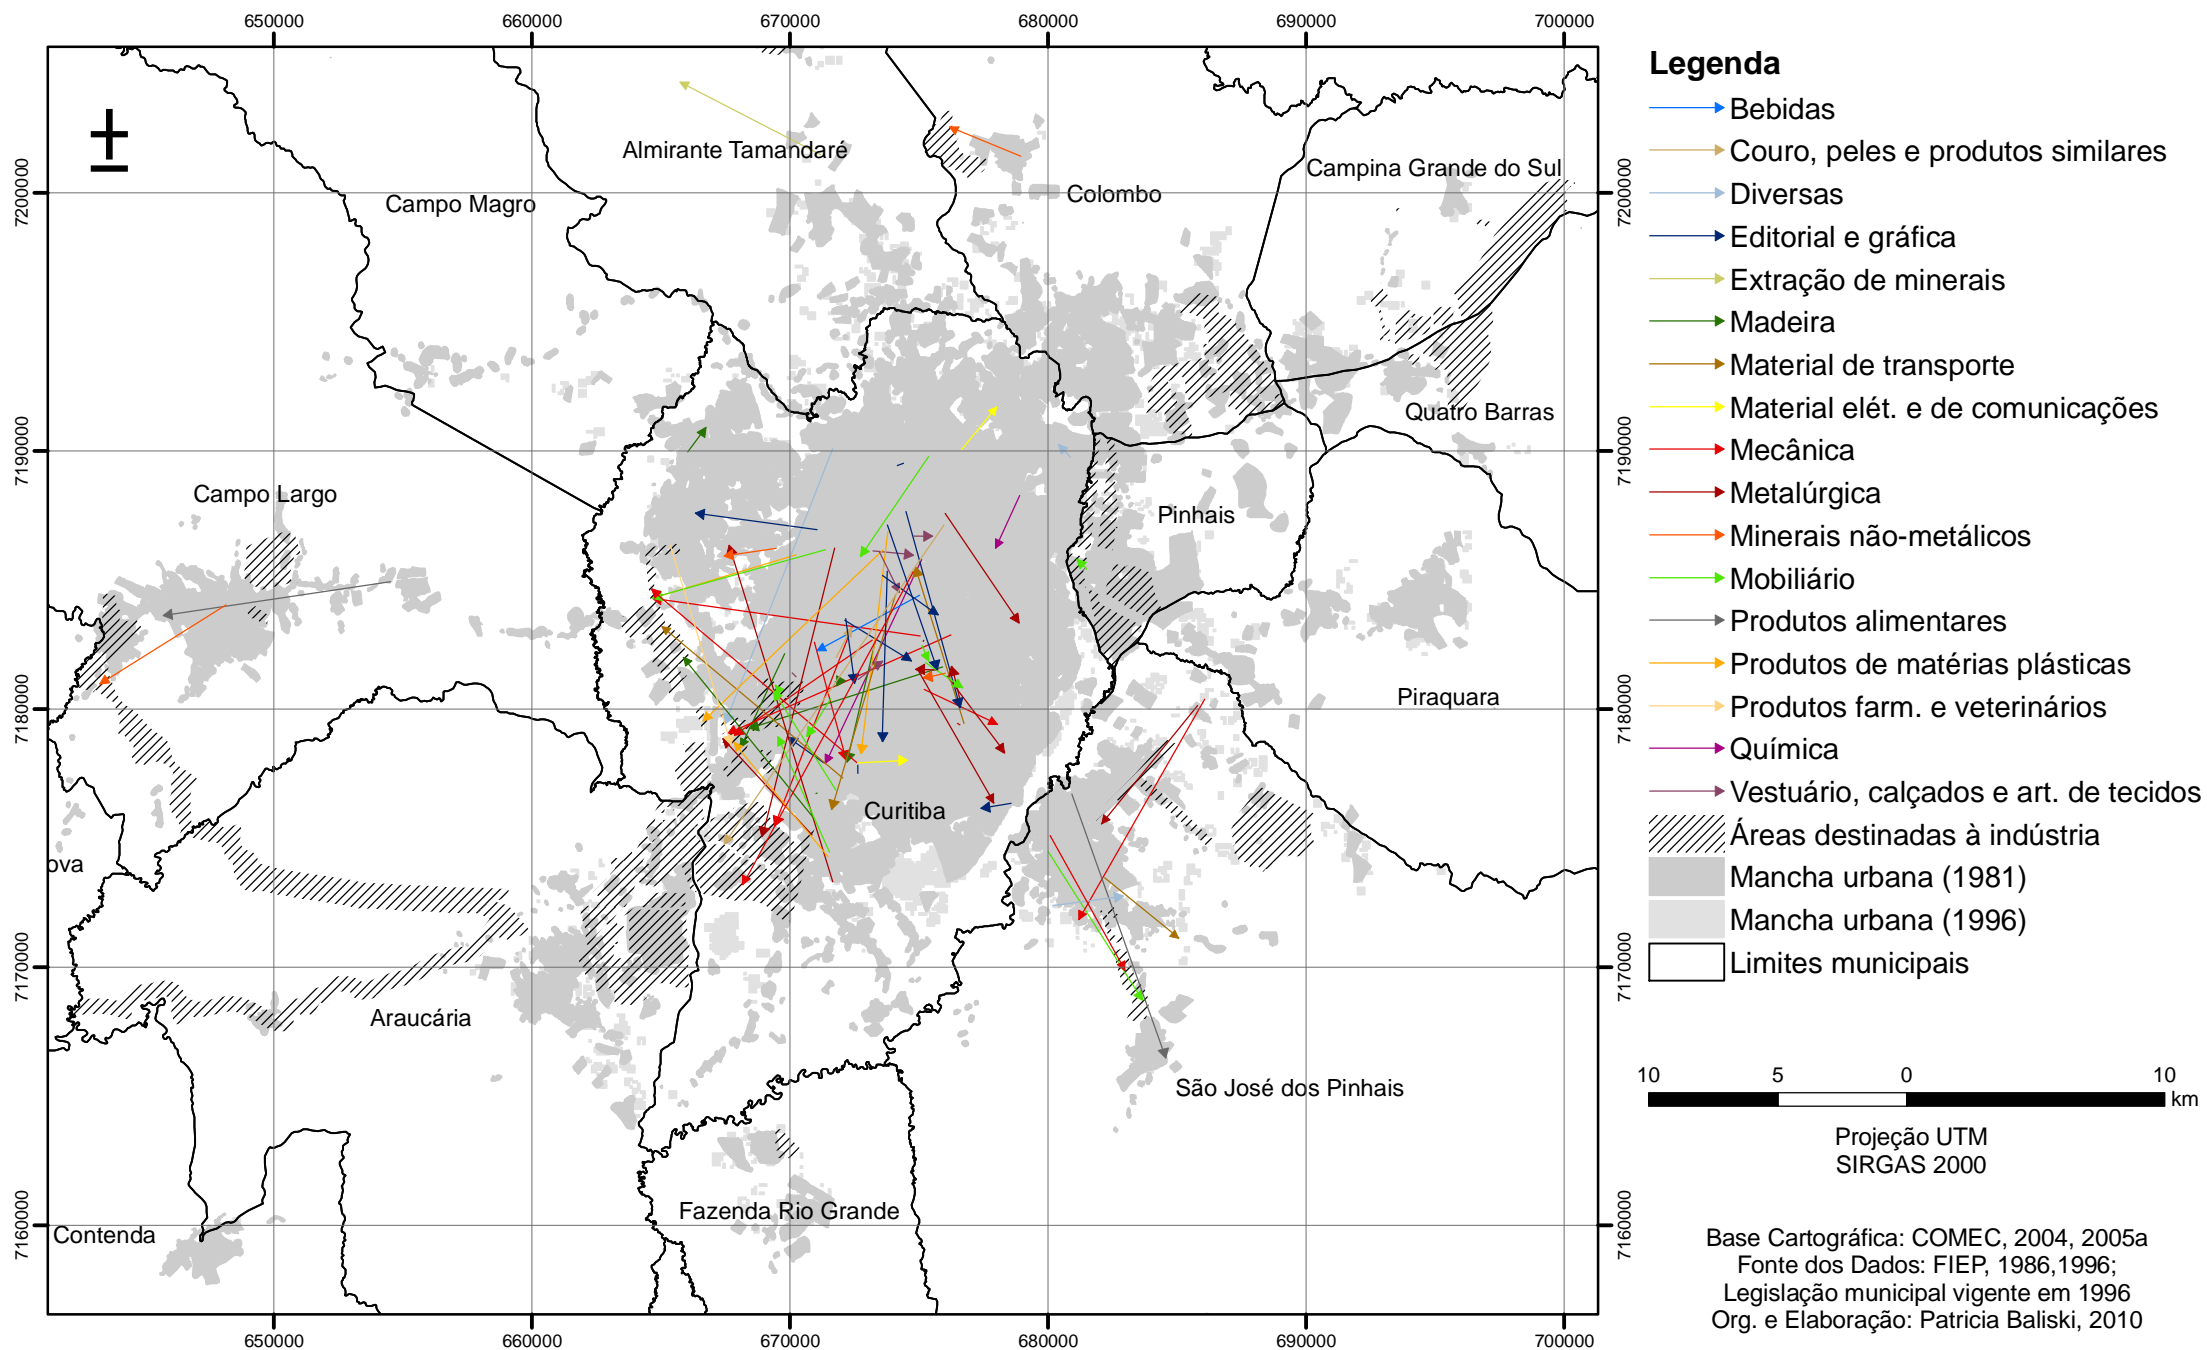 650000 660000 670000 680000 690000 700000
7200000 7190000 7180000 7170000 7160000
Almirante Tamandaré
Campo Magro
Colombo
Campina Grande do Sul
Quatro Barras
Campo Largo
Pinhais
Piraquara
Curitiba
ova
Araucária
São José dos Pinhais
Fazenda Rio Grande
Contenda
7200000 7190000 7180000 7170000 7160000
650000 660000 670000 680000 690000 700000
Legenda
Bebidas
Couro, peles e produtos similares
Diversas
Editorial e gráfica
Extração de minerais
Madeira
Material de transporte
Material elét. e de comunicações
Mecânica
Metalúrgica
Minerais não-metálicos
Mobiliário
Produtos alimentares
Produtos de matérias plásticas
Produtos farm. e veterinários
Química
Vestuário, calçados e art. de tecidos
Áreas destinadas à indústria
Mancha urbana (1981)
Mancha urbana (1996)
Limites municipais
10 5 0 10
km
Projeção UTM
SIRGAS 2000
Base Cartográfica: COMEC, 2004, 2005a
Fonte dos Dados: FIEP, 1986,1996;
Legislação municipal vigente em 1996
Org. e Elaboração: Patricia Baliski, 2010